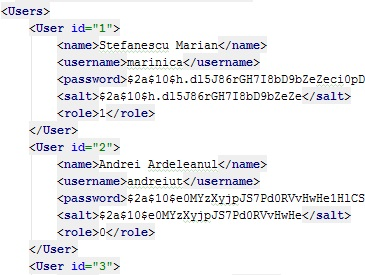 <Users>
<User id="1">
<name>Stefanescu Marian</name>
<username>marinica</username>
<password>$2a$10$h.dl5J86rGH7I8bD9bZeZeci0pD
<salt>$2a$10$h.dl5J86rGH7I8bD9bZeZe</salt>
<role>1</role>
</User>
<User id="2">
<name>Andrei Ardeleanul</name>
<username>andreiut</username>
<password>$2a$10$e0MYzXyjpJS7Pd0RVvHwHe1HlCS
<salt>$2a$10$e0MYzXyjpJS7Pd0RVvHwHe</salt>
<role>0</role>
</User>
<User id="3">